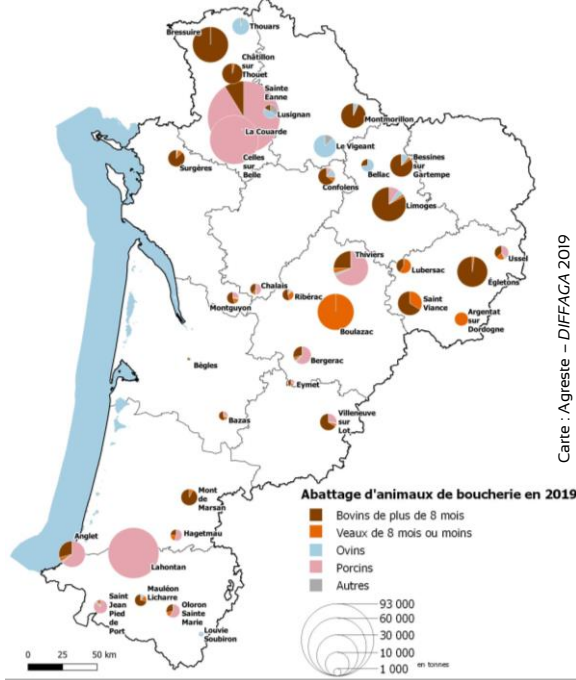 Thouars
Bressuire
Châtillon
sur
Thouet
Sainte
Eanne
Lusignan
La Couarde
Celles
sur
Belle
Montmorillon
Le Vigeant
Surgères
Confolens
Bellac
Bessines
sur
Gartempe
Limoges
Thiviers
Lubersac
Ussel
Égletons
Chalais
Ribérac
Montguyon
Boulazac
Saint
Viance
Argentat
sur
Dordogne
Bègles
Bergerac
Eymet
Bazas
Villeneuve
sur
Lot
Mont
de
Marsan
Hagetmau
Anglet
Lahontan
Saint
Jean
Pied
de
Port
Mauléon
Licharre
Oloron
Sainte
Marie
Louvie
Soubiron
0 25 50 km
Abattage d'animaux de boucherie en 2019
Bovins de plus de 8 mois
Veaux de 8 mois ou moins
Ovins
Porcins
Autres
93 000
60 000
30 000
10 000
1 000
en tonnes
Carte : Agreste – DIFFAGA 2019